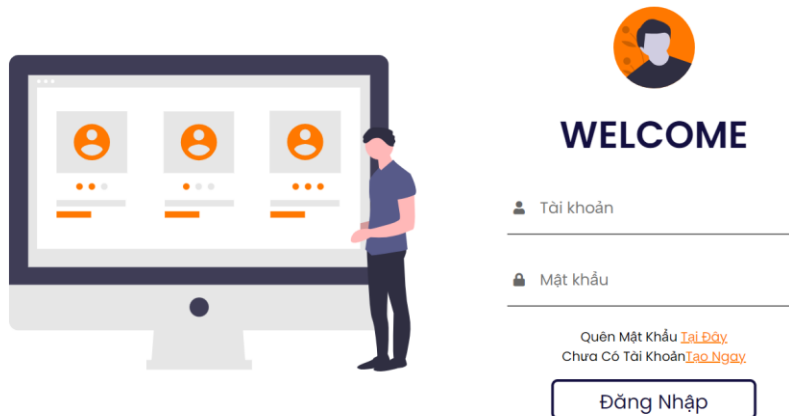 WELCOME
Tài khoản
Mật khẩu
Quên Mật Khẩu Tại Đây
Chưa Có Tài KhoảnTạo Ngay
Đăng Nhập